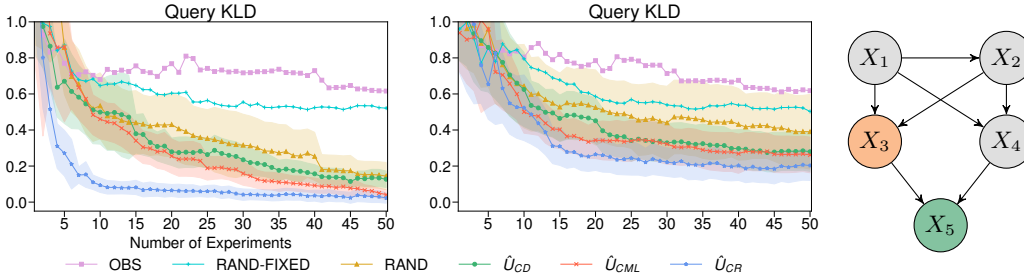 Query KLD
1.0
0.8
0.6
0.4
0.2
0.0
5 10 15 20 25 30 35 40 45 50
Number of Experiments
Query KLD
1.0
0.8
0.6
0.4
0.2
0.0
5 10 15 20 25 30 35 40 45 50
X₁ X₂
X₃ X₄
X₅
OBS RAND-FIXED RAND Û_CD Û_CML Û_CR